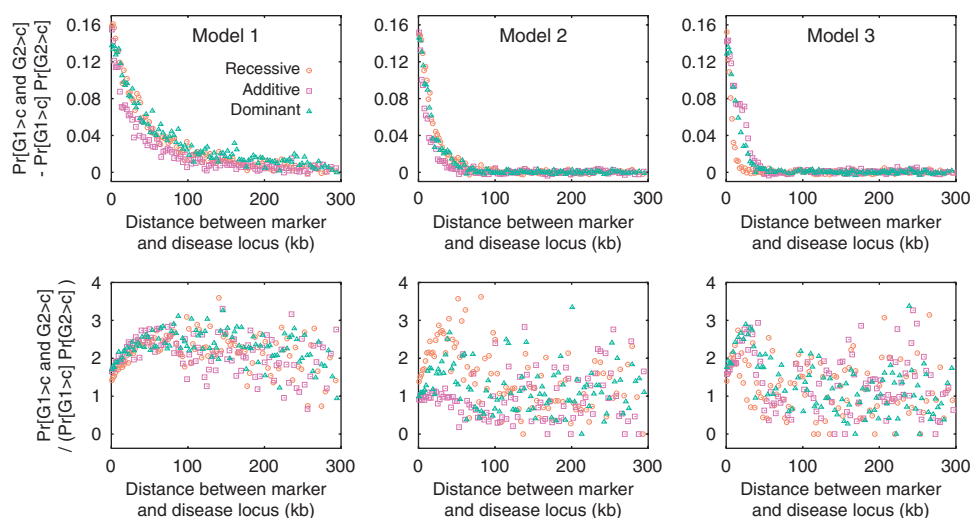 Pr[G1>c and G2>c]
- Pr[G1>c] Pr[G2>c]
0.16
0.12
0.08
0.04
0
Model 1
Recessive
Additive
Dominant
0 100 200 300
Distance between marker
and disease locus (kb)
0.16
0.12
0.08
0.04
0
Model 2
0 100 200 300
Distance between marker
and disease locus (kb)
0.16
0.12
0.08
0.04
0
Model 3
0 100 200 300
Distance between marker
and disease locus (kb)
Pr[G1>c and G2>c]
/ (Pr[G1>c] Pr[G2>c] )
4
3
2
1
0
0 100 200 300
Distance between marker
and disease locus (kb)
4
3
2
1
0
0 100 200 300
Distance between marker
and disease locus (kb)
4
3
2
1
0
0 100 200 300
Distance between marker
and disease locus (kb)